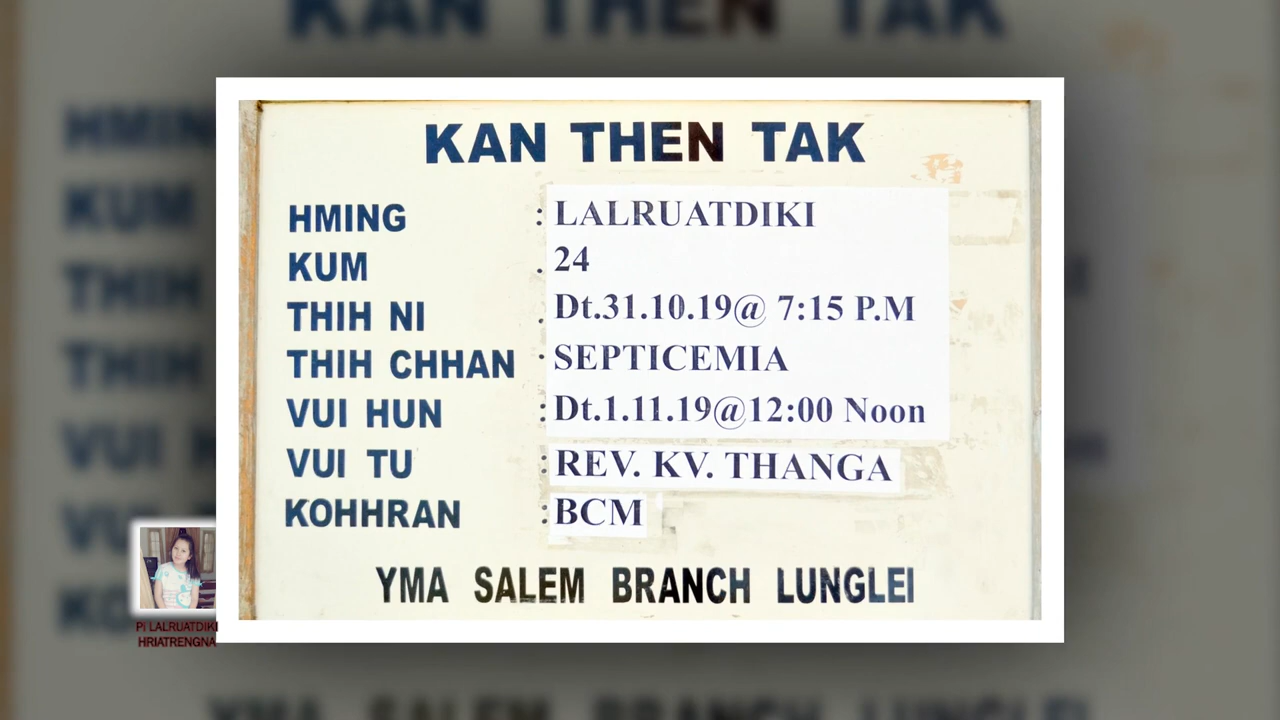 KAN THEN TAK
HMING : LALRUATDIKI
KUM . 24
THIH NI . Dt.31.10.19@ 7:15 P.M
THIH CHHAN · SEPTICEMIA
VUI HUN : Dt.1.11.19@12:00 Noon
VUI TU : REV. KV. THANGA
KOHHRAN : BCM
YMA SALEM BRANCH LUNGLEI
Pi LALRUATDIKI
HRIATRENGNA